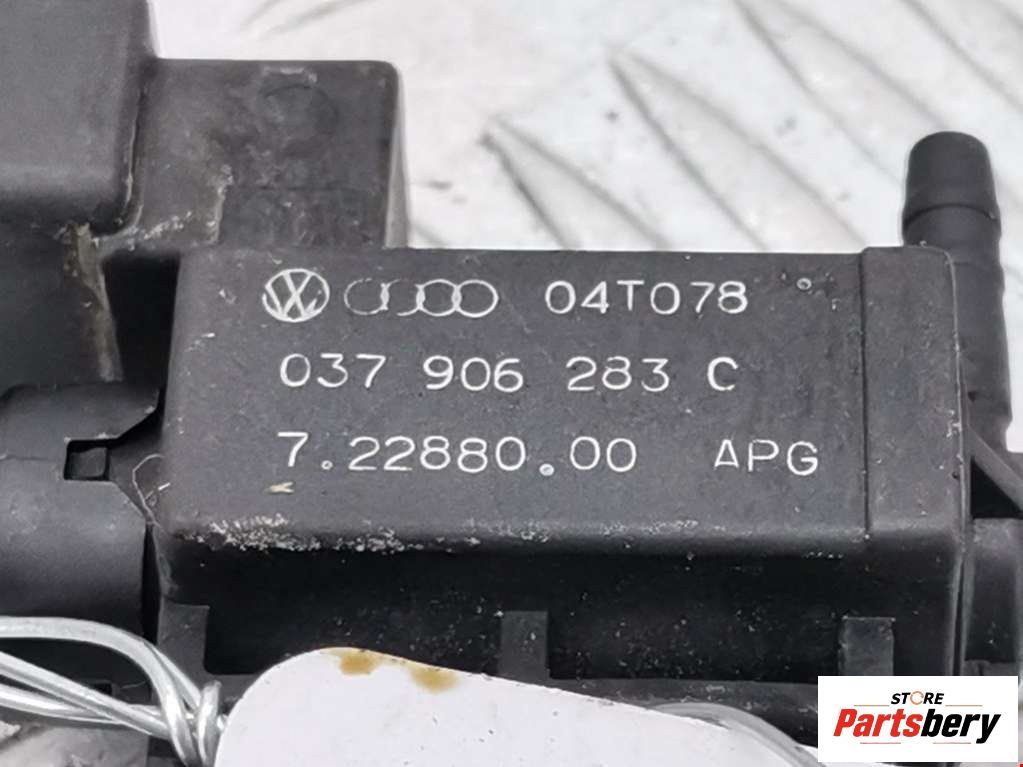 04T078
037 906 283 C
7.22880.00 APG
STORE
Partsbery